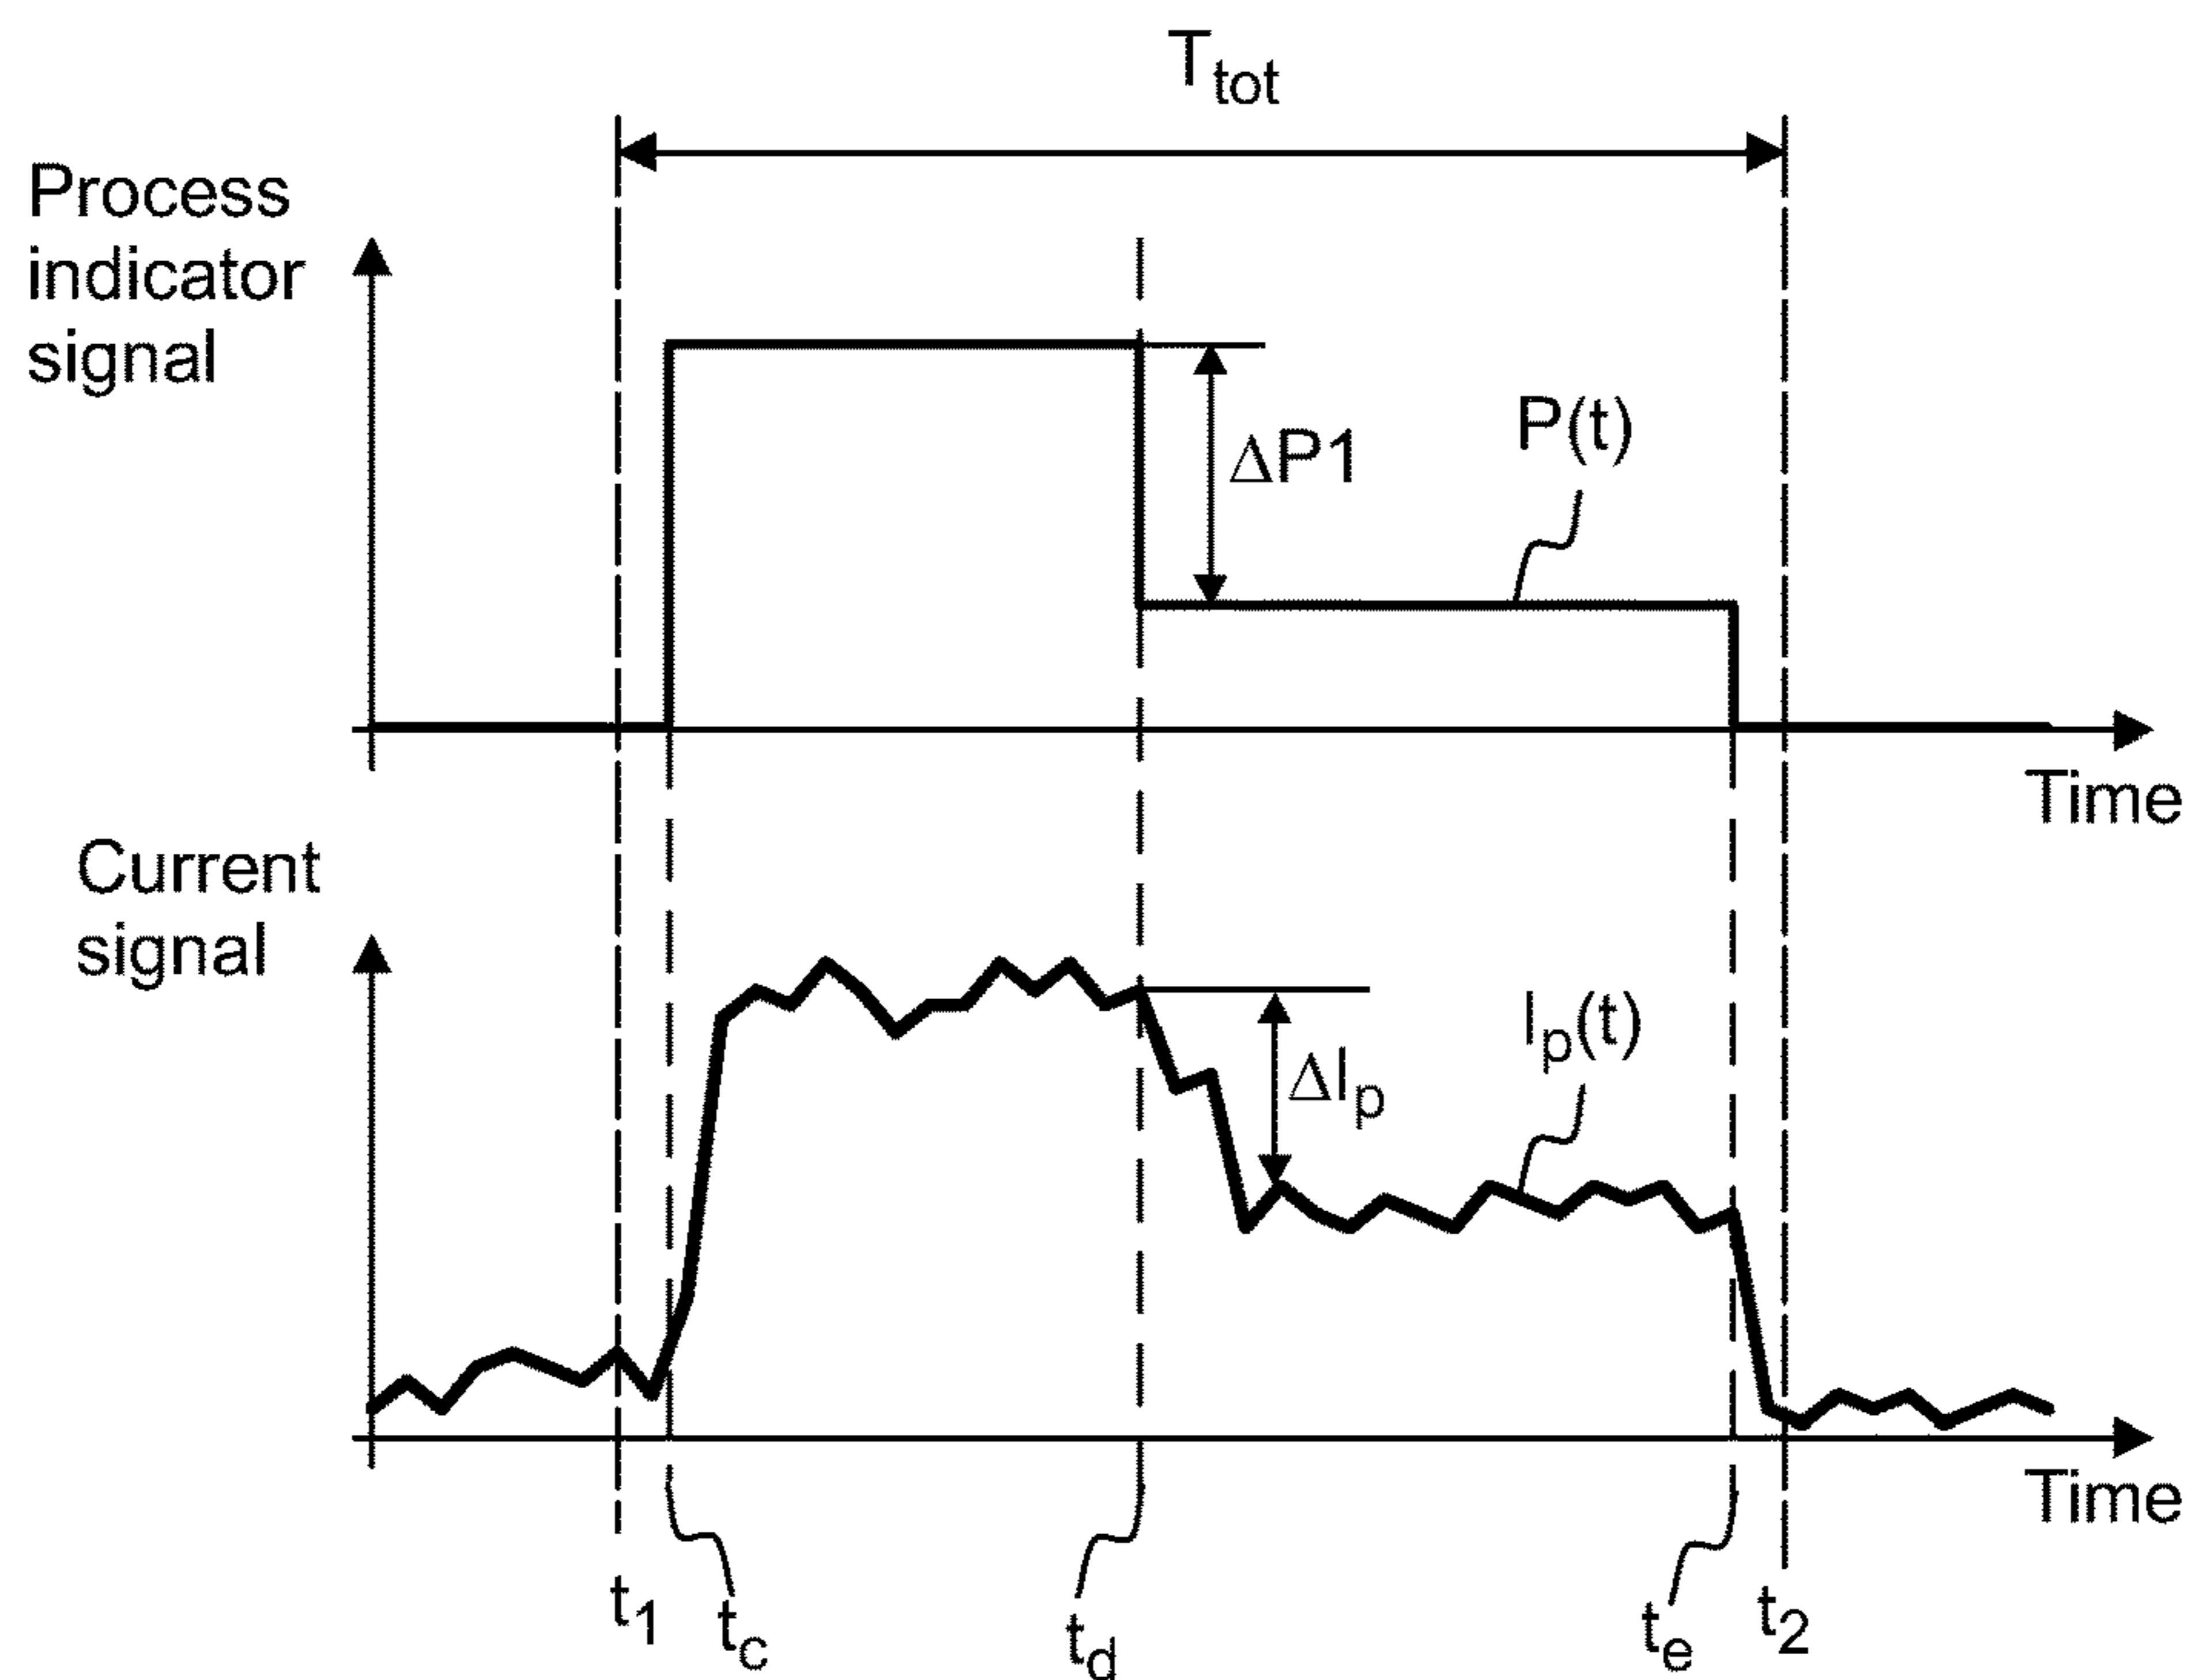 T_tot
Process
indicator
signal
ΔP1
P(t)
Time
Current
signal
I_p(t)
ΔI_p
Time
t_1
t_c
t_d
t_e
t_2